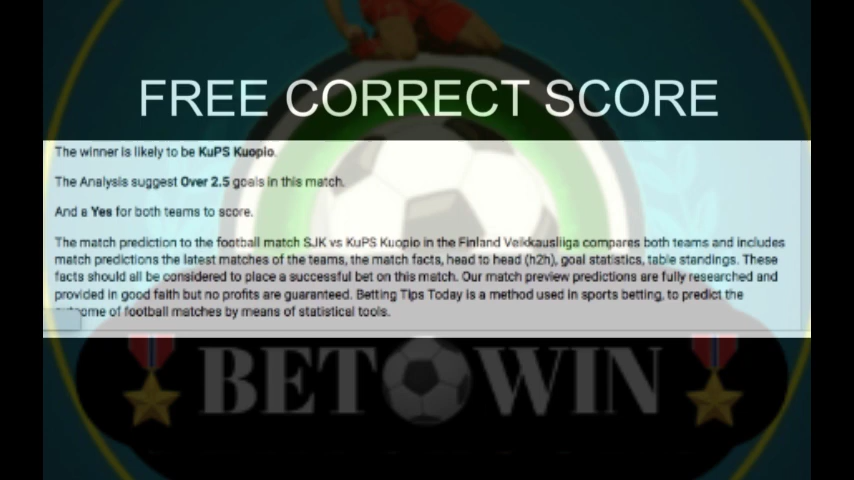 FREE CORRECT SCORE
The winner is likely to be KuPS Kuopio.
The Analysis suggest Over 2.5 goals in this match.
And a Yes for both teams to score.
The match prediction to the football match SJK vs KuPS Kuopio in the Finland Veikkausliiga compares both teams and includes
match predictions the latest matches of the teams, the match facts, head to head (h2h), goal statistics, table standings. These
facts should all be considered to place a successful bet on this match. Our match preview predictions are fully researched and
provided in good faith but no profits are guaranteed. Betting Tips Today is a method used in sports betting, to predict the
outcome of football matches by means of statistical tools.
BET WIN